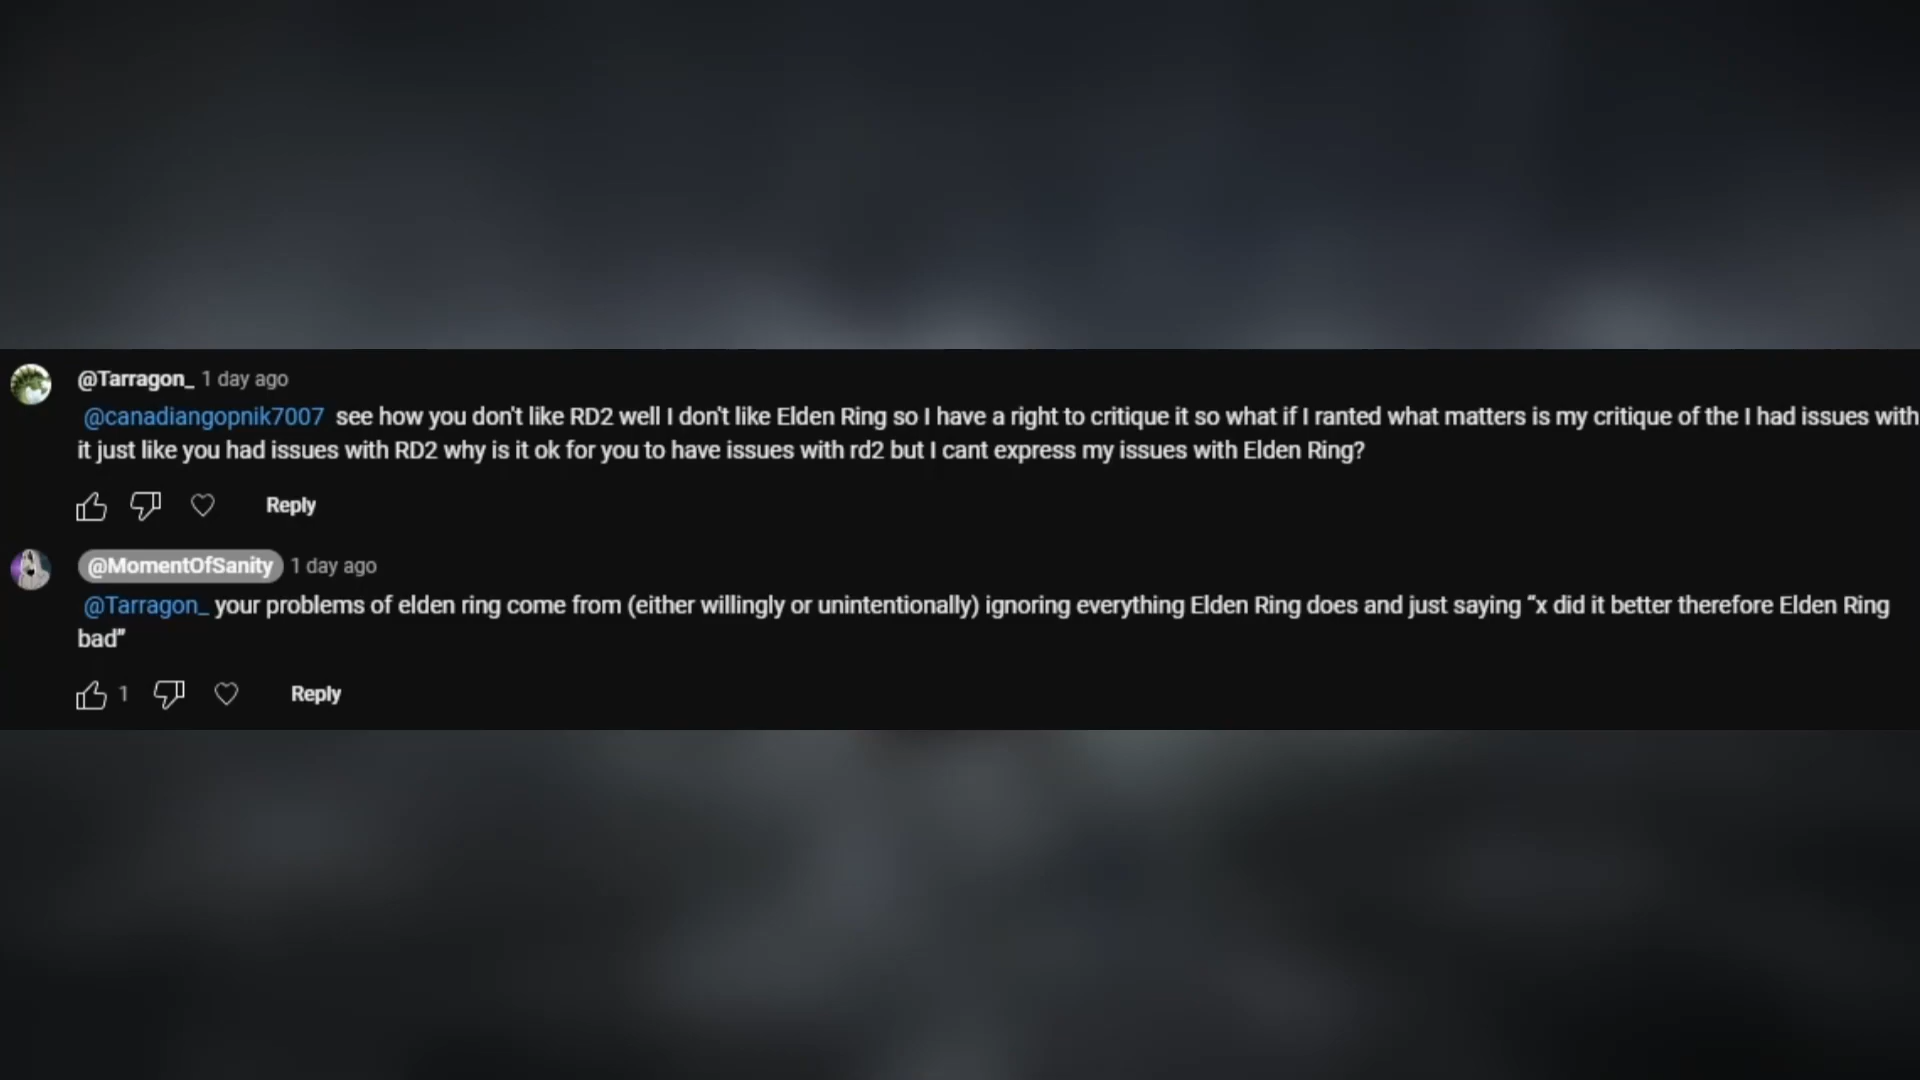 @Tarragon_ 1 day ago
@canadiangopnik7007 see how you don't like RD2 well I don't like Elden Ring so I have a right to critique it so what if I ranted what matters is my critique of the I had issues with
it just like you had issues with RD2 why is it ok for you to have issues with rd2 but I cant express my issues with Elden Ring?
Reply
@MomentOfSanity 1 day ago
@Tarragon_ your problems of elden ring come from (either willingly or unintentionally) ignoring everything Elden Ring does and just saying “x did it better therefore Elden Ring
bad”
1 Reply